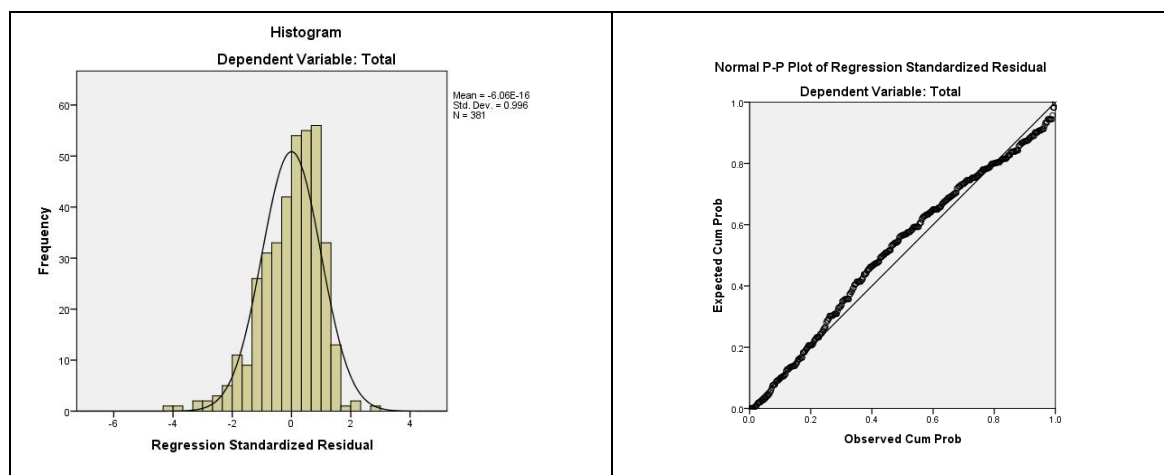 Histogram
Dependent Variable: Total
Mean = -6.06E-16
Std. Dev. = 0.996
N = 381
Frequency
60
50
40
30
20
10
0
-6 -4 -2 0 2 4
Regression Standardized Residual
Normal P-P Plot of Regression Standardized Residual
Dependent Variable: Total
Expected Cum Prob
1.0
0.8
0.6
0.4
0.2
0.0
0.0 0.2 0.4 0.6 0.8 1.0
Observed Cum Prob